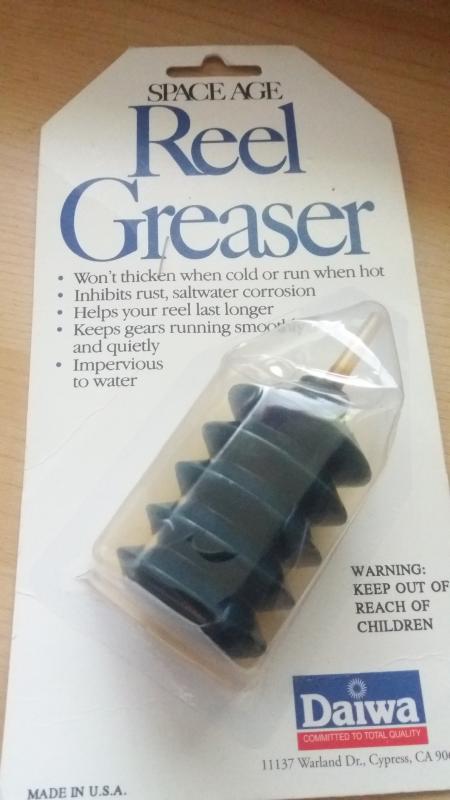 SPACE AGE
Reel
Greaser
• Won't thicken when cold or run when hot
• Inhibits rust, saltwater corrosion
• Helps your reel last longer
• Keeps gears running smoothly
and quietly
• Impervious
to water
WARNING:
KEEP OUT OF
REACH OF
CHILDREN
Daiwa
COMMITTED TO TOTAL QUALITY
11137 Warland Dr., Cypress, CA
MADE IN U.S.A.